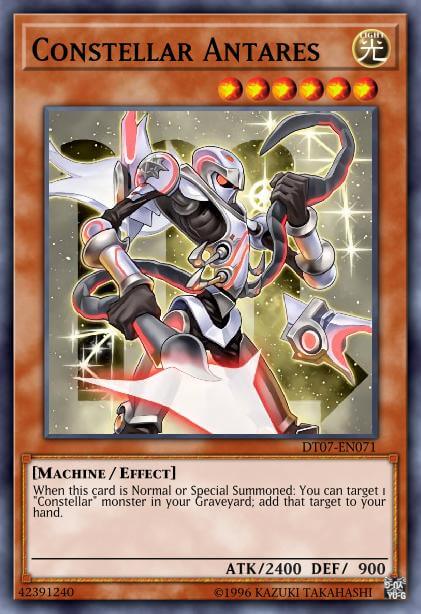 CONSTELLAR ANTARES
LIGHT
光
DT07-EN071
[MACHINE / EFFECT]
When this card is Normal or Special Summoned: You can target 1
"Constellar" monster in your Graveyard; add that target to your
hand.
ATK/2400 DEF/ 900
42391240
©1996 KAZUKI TAKAHASHI